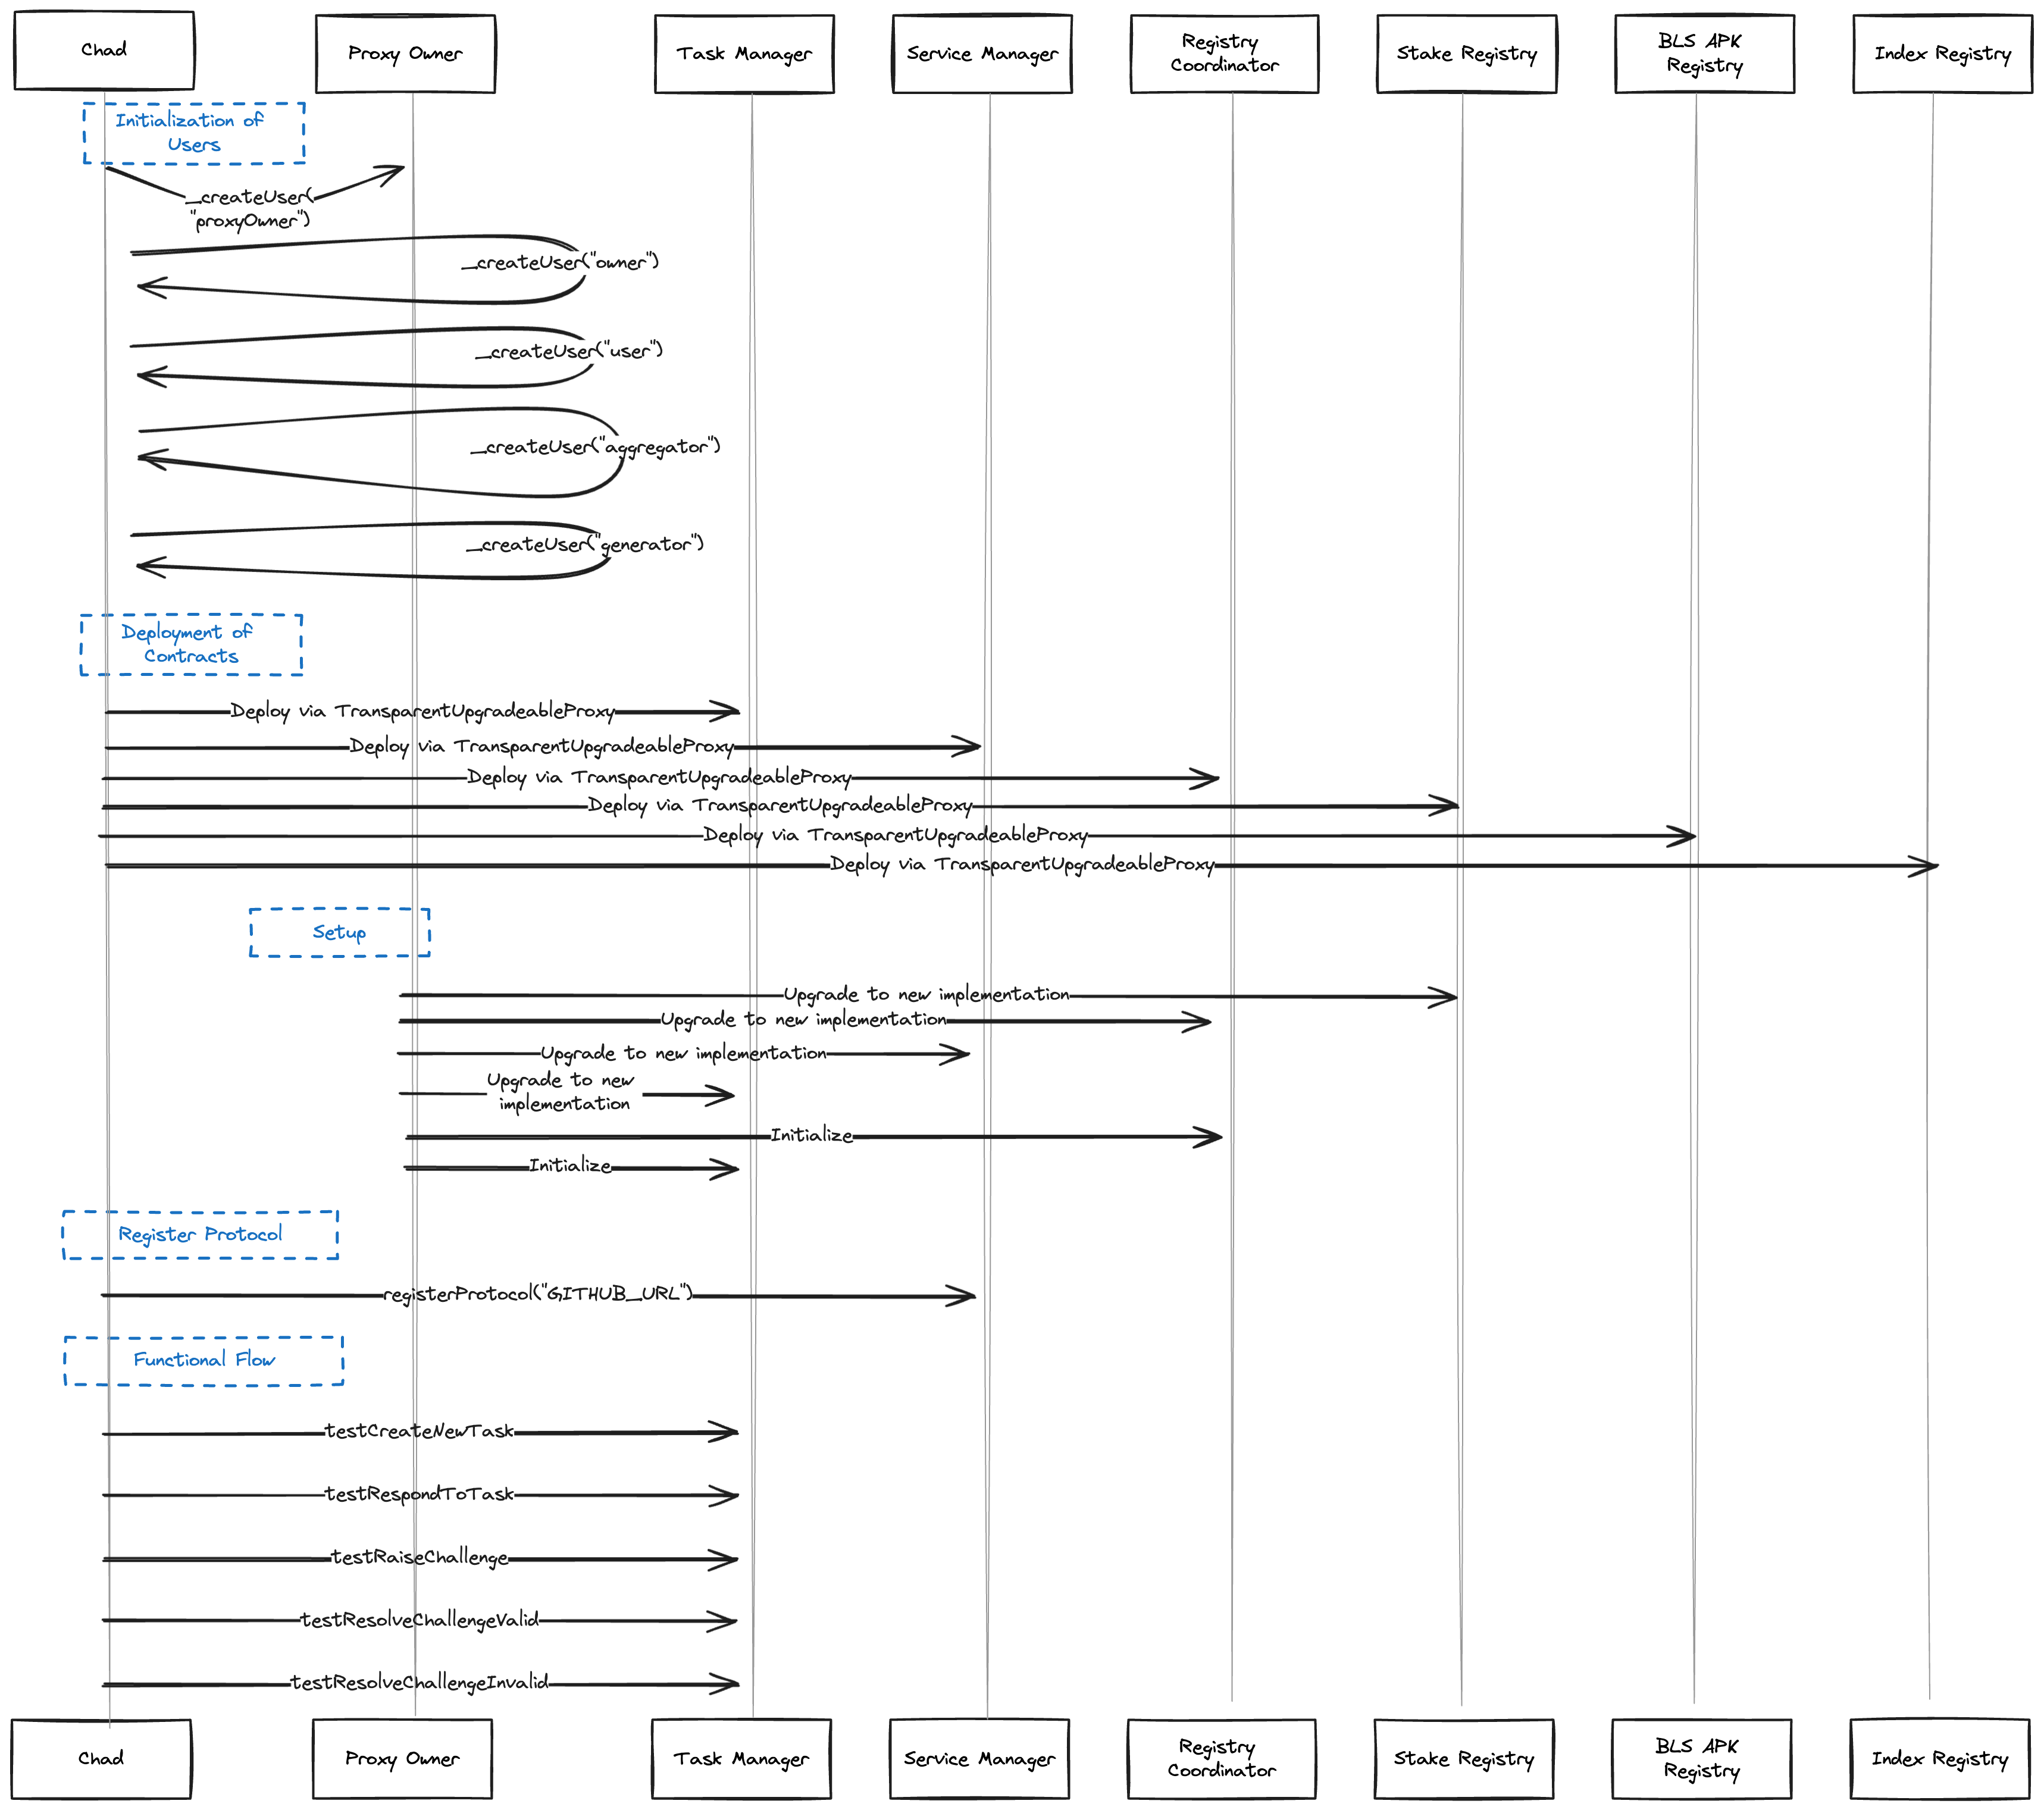 Chad
Proxy Owner
Task Manager
Service Manager
Registry
Coordinator
Stake Registry
BLS APK
Registry
Index Registry
Initialization of
Users
_createUser(
"proxyOwner")
_createUser("owner")
_createUser("user")
_createUser("aggregator")
_createUser("generator")
Deployment of
Contracts
Deploy via TransparentUpgradeableProxy
Deploy via TransparentUpgradeableProxy
Deploy via TransparentUpgradeableProxy
Deploy via TransparentUpgradeableProxy
Deploy via TransparentUpgradeableProxy
Deploy via TransparentUpgradeableProxy
Setup
Upgrade to new implementation
Upgrade to new implementation
Upgrade to new implementation
Upgrade to new
implementation
Initialize
Initialize
Register Protocol
registerProtocol("GITHUB_URL")
Functional Flow
testCreateNewTask
testRespondToTask
testRaiseChallenge
testResolveChallengeValid
testResolveChallengeInvalid
Chad
Proxy Owner
Task Manager
Service Manager
Registry
Coordinator
Stake Registry
BLS APK
Registry
Index Registry